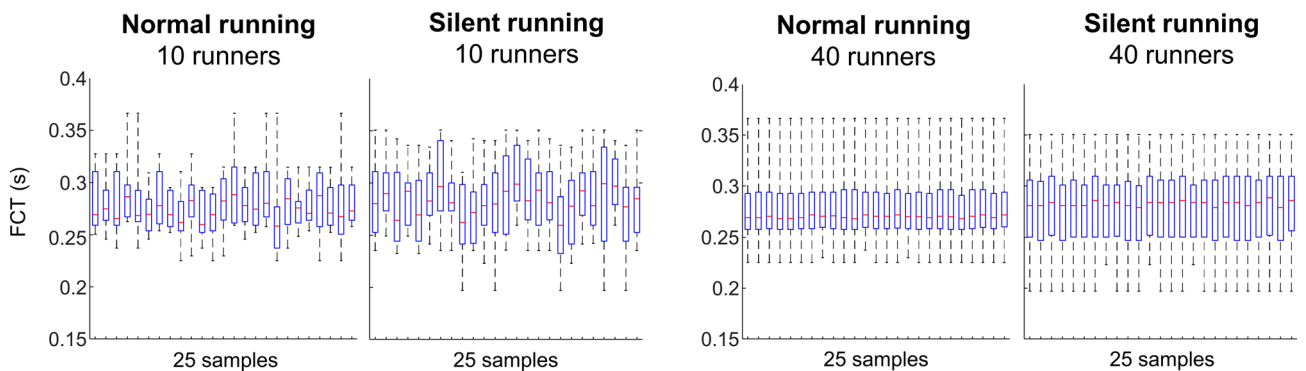 Normal running
10 runners
Silent running
10 runners
Normal running
40 runners
Silent running
40 runners
FCT (s)
0.4
0.35
0.3
0.25
0.2
0.15
0.4
0.35
0.3
0.25
0.2
0.15
25 samples
25 samples
25 samples
25 samples